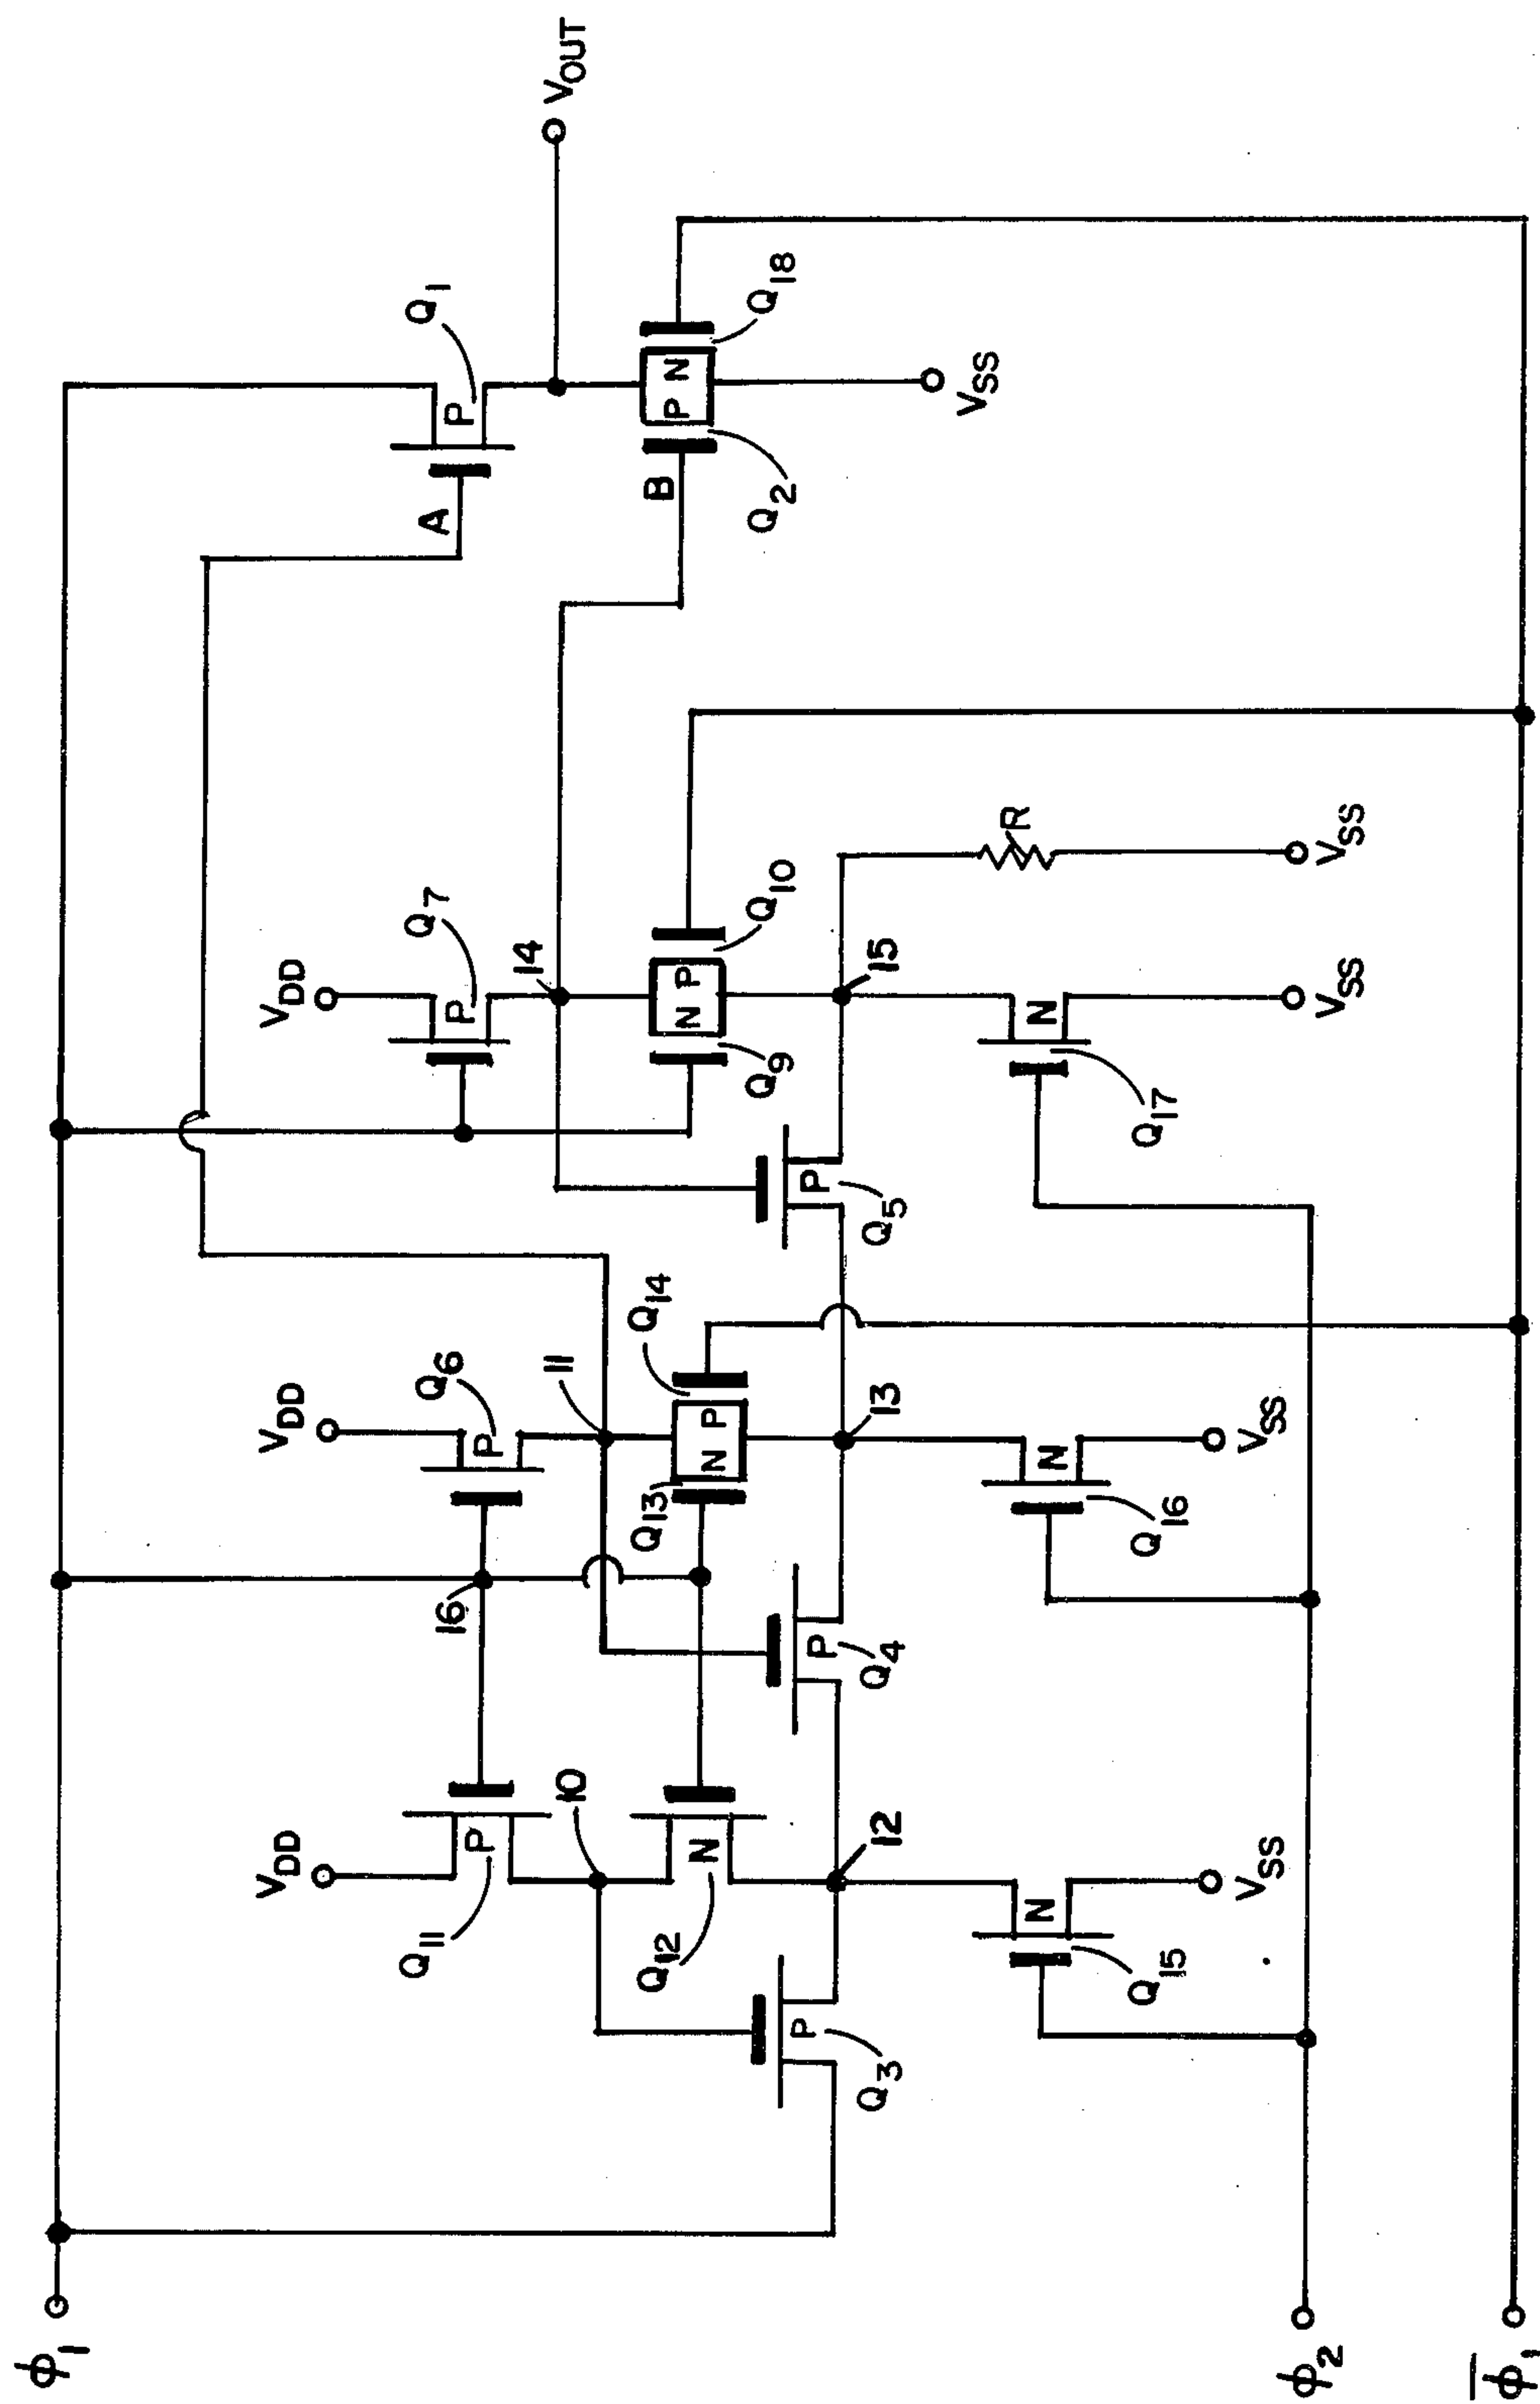 ϕ1
VDD VDD VDD
Q11 Q6 Q7 A Q1
P 16 P P P
10 11 14 VOUT
Q12 Q13 Q14 B
N N P N P P N
Q9 Q10 Q2 Q18
P P P
Q3 12 Q4 13 Q5 15 VSS
N N N R
Q15 Q16 Q17
VSS VSS VSS VSS
ϕ2
ϕ̅1